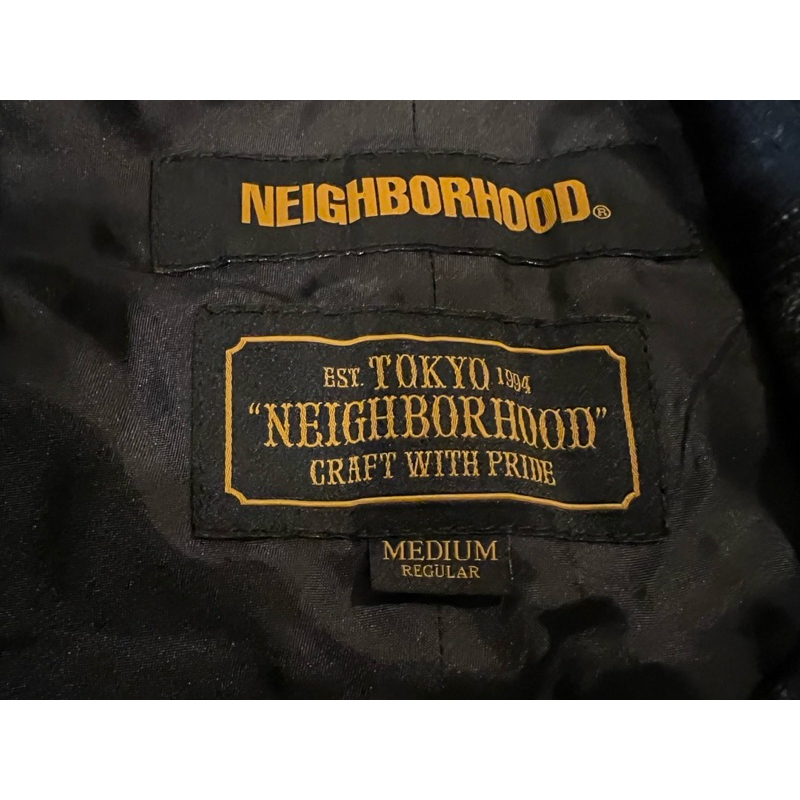 NEIGHBORHOOD®
EST. TOKYO 1994
“NEIGHBORHOOD”
CRAFT WITH PRIDE
MEDIUM
REGULAR